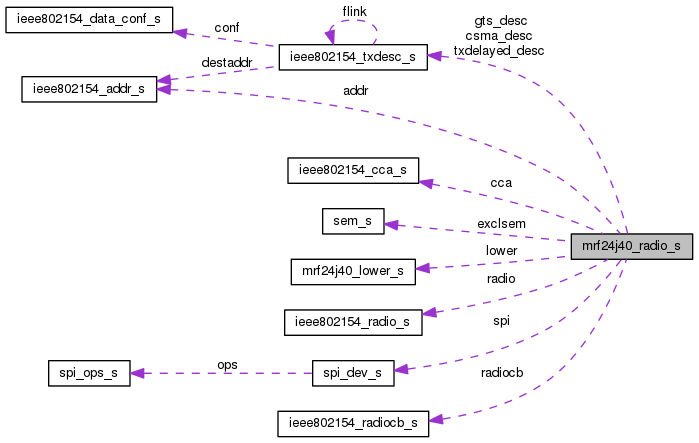 ieee802154_data_conf_s
conf
flink
gts_desc
csma_desc
txdelayed_desc
ieee802154_txdesc_s
destaddr
ieee802154_addr_s
addr
ieee802154_cca_s
cca
sem_s
exclsem
mrf24j40_radio_s
lower
mrf24j40_lower_s
radio
ieee802154_radio_s
spi
spi_ops_s
ops
spi_dev_s
radiocb
ieee802154_radiocb_s